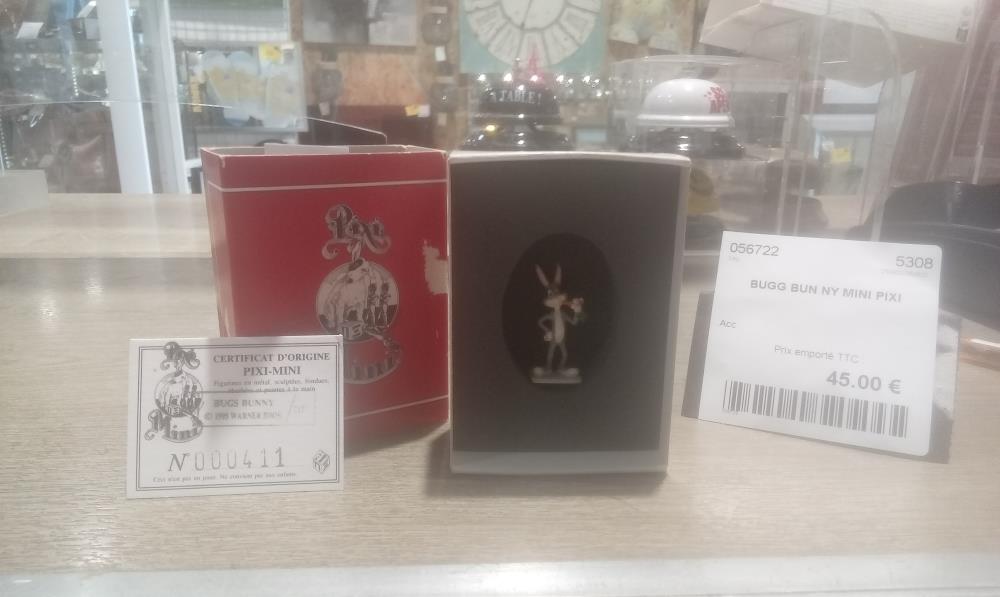 TABLE!
Pixi
Mini
CERTIFICAT D'ORIGINE
PIXI-MINI
Figurines en métal, sculptées, fondues,
ébarbées et peintes à la main
BUGS BUNNY
© 1995 WARNER BROS
N° 000411
Ceci n'est pas un jouet. Ne convient pas aux enfants.
056722
5308
BUGG BUN NY MINI PIXI
Acc
Prix emporté TTC :
45.00 €